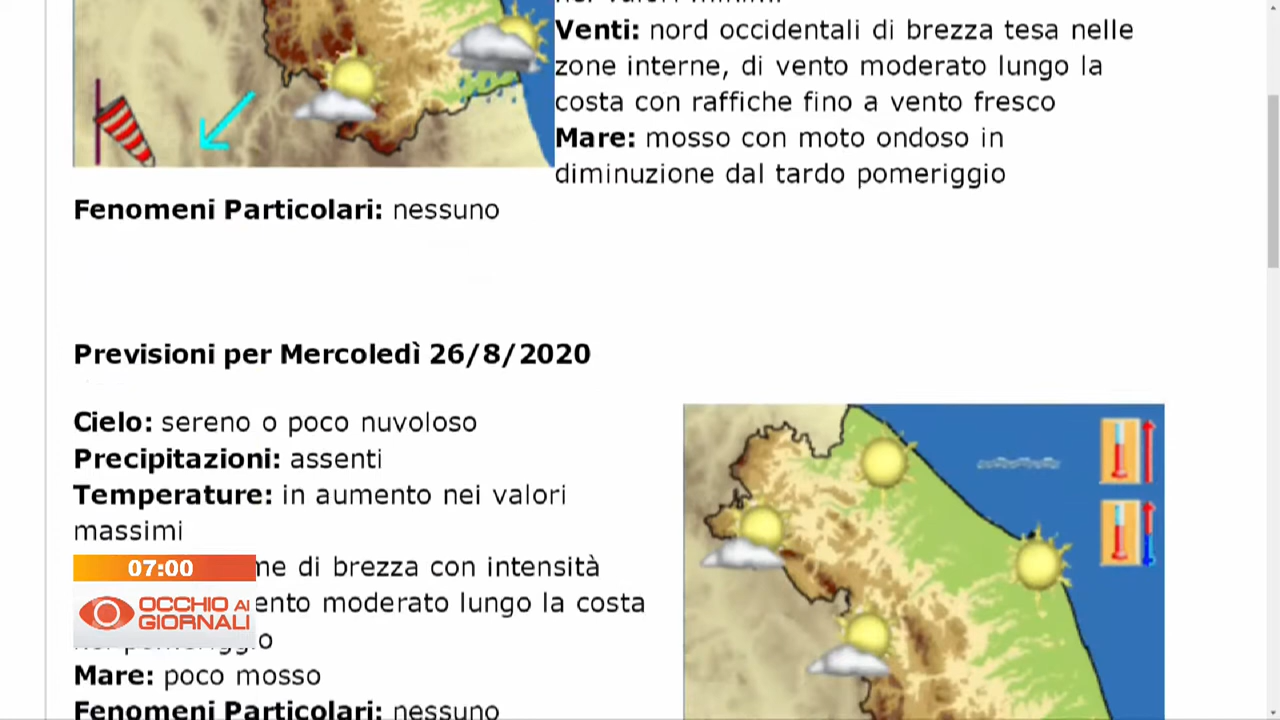 Venti: nord occidentali di brezza tesa nelle
zone interne, di vento moderato lungo la
costa con raffiche fino a vento fresco
Mare: mosso con moto ondoso in
diminuzione dal tardo pomeriggio
Fenomeni Particolari: nessuno
Previsioni per Mercoledì 26/8/2020
Cielo: sereno o poco nuvoloso
Precipitazioni: assenti
Temperature: in aumento nei valori
massimi
di brezza con intensità
moderato lungo la costa
Mare: poco mosso
Fenomeni Particolari: nessuno
07:00
OCCHIO AI
GIORNALI